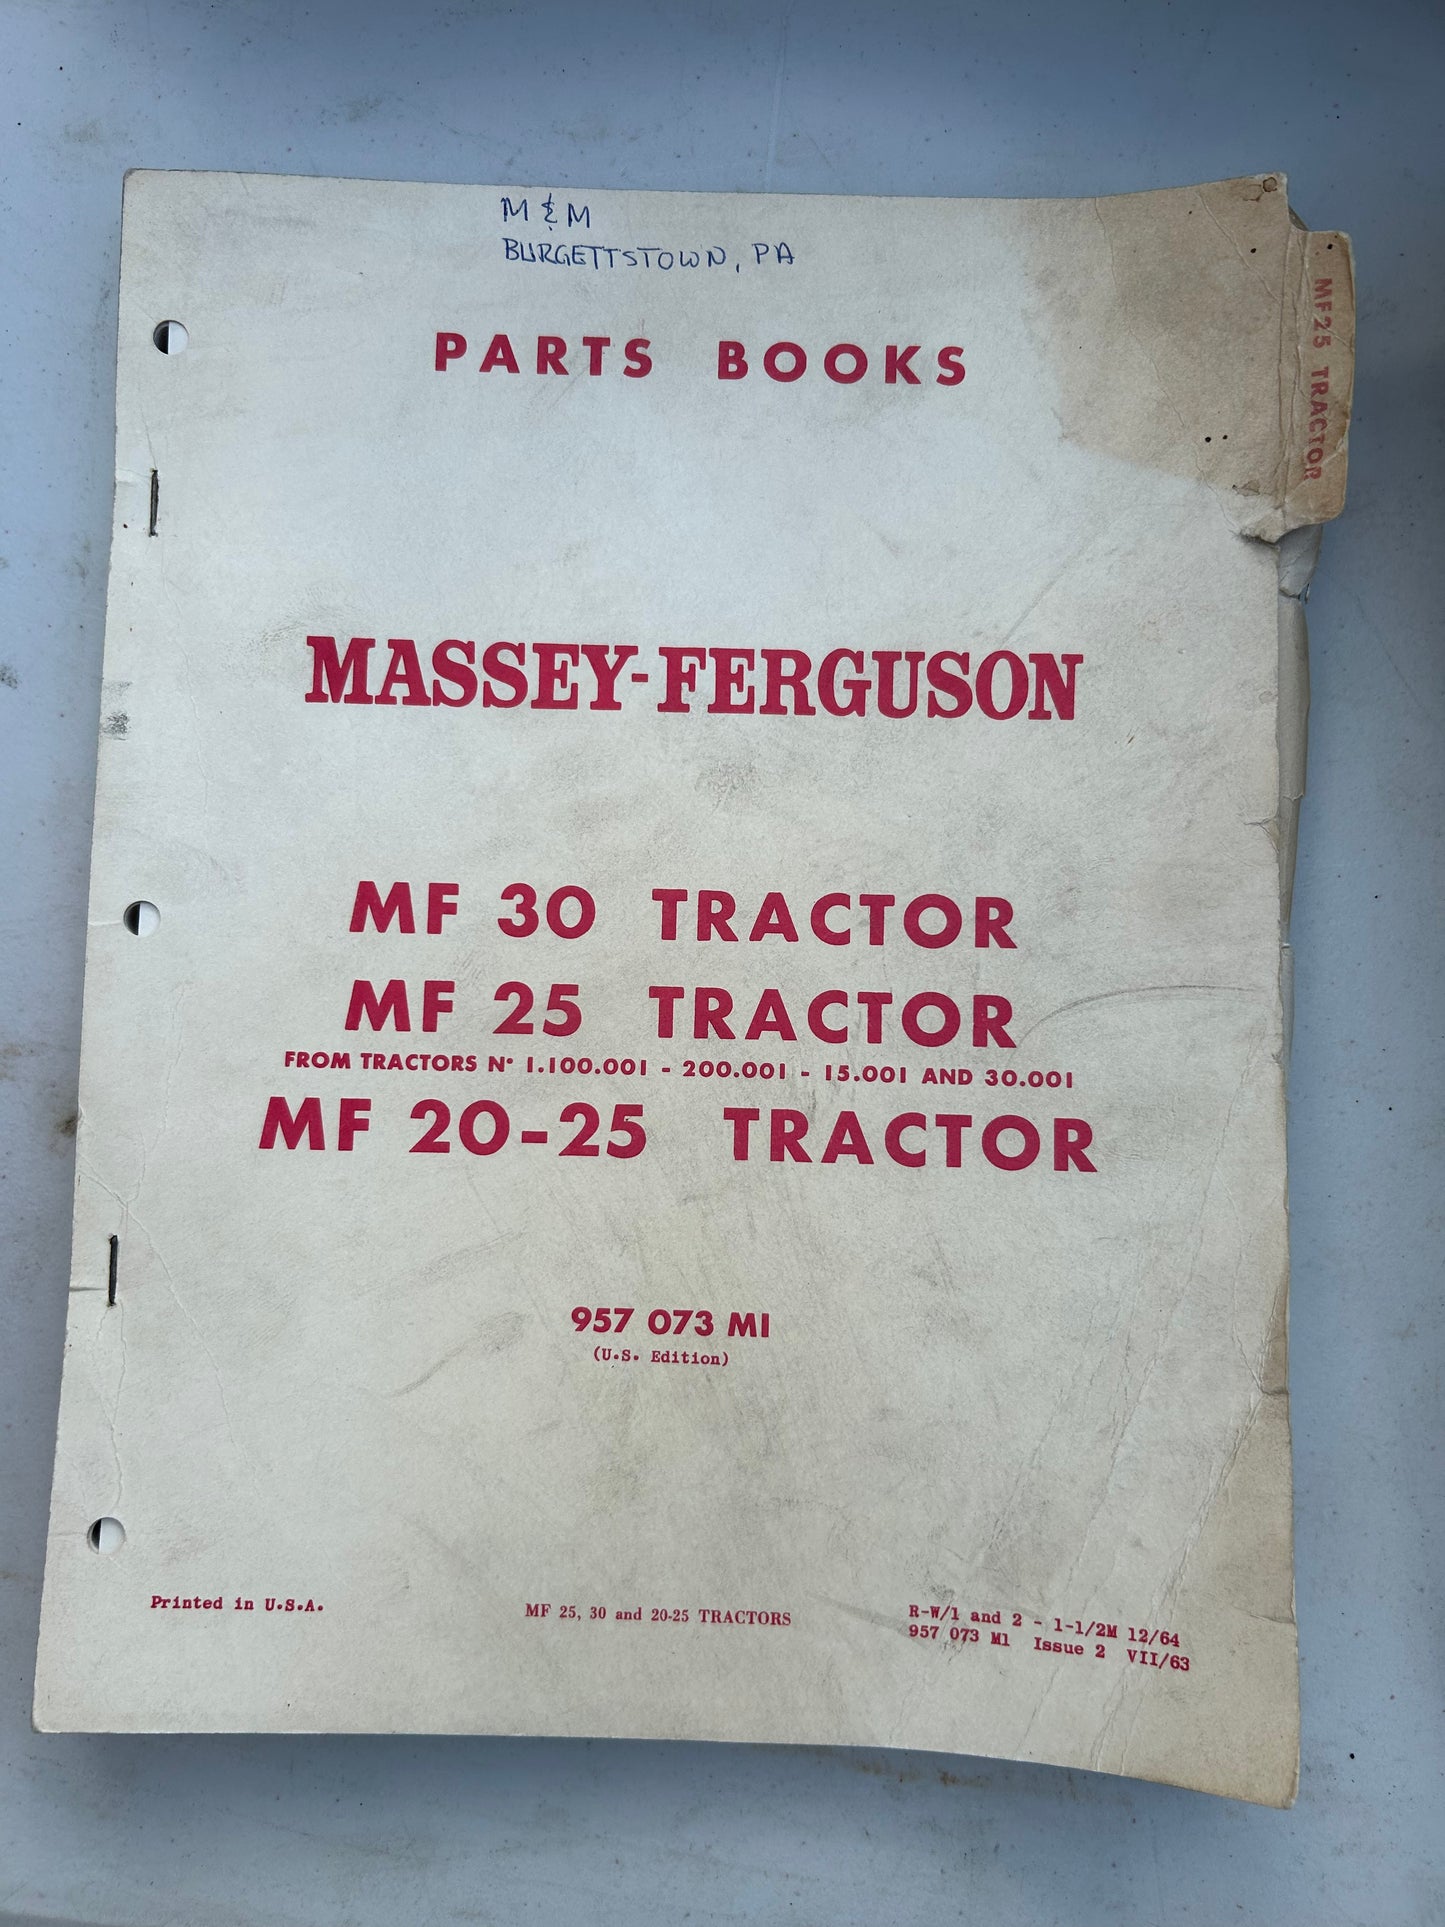 M & M
BURGETTSTOWN, PA
PARTS BOOKS
MF25 TRACTOR
MASSEY-FERGUSON
MF 30 TRACTOR
MF 25 TRACTOR
FROM TRACTORS N° 1.100.001 - 200.001 - 15.001 AND 30.001
MF 20-25 TRACTOR
957 073 M1
(U.S. Edition)
Printed in U.S.A.
MF 25, 30 and 20-25 TRACTORS
R-W/1 and 2 - 1-1/2M 12/64
957 073 M1 Issue 2 VII/63